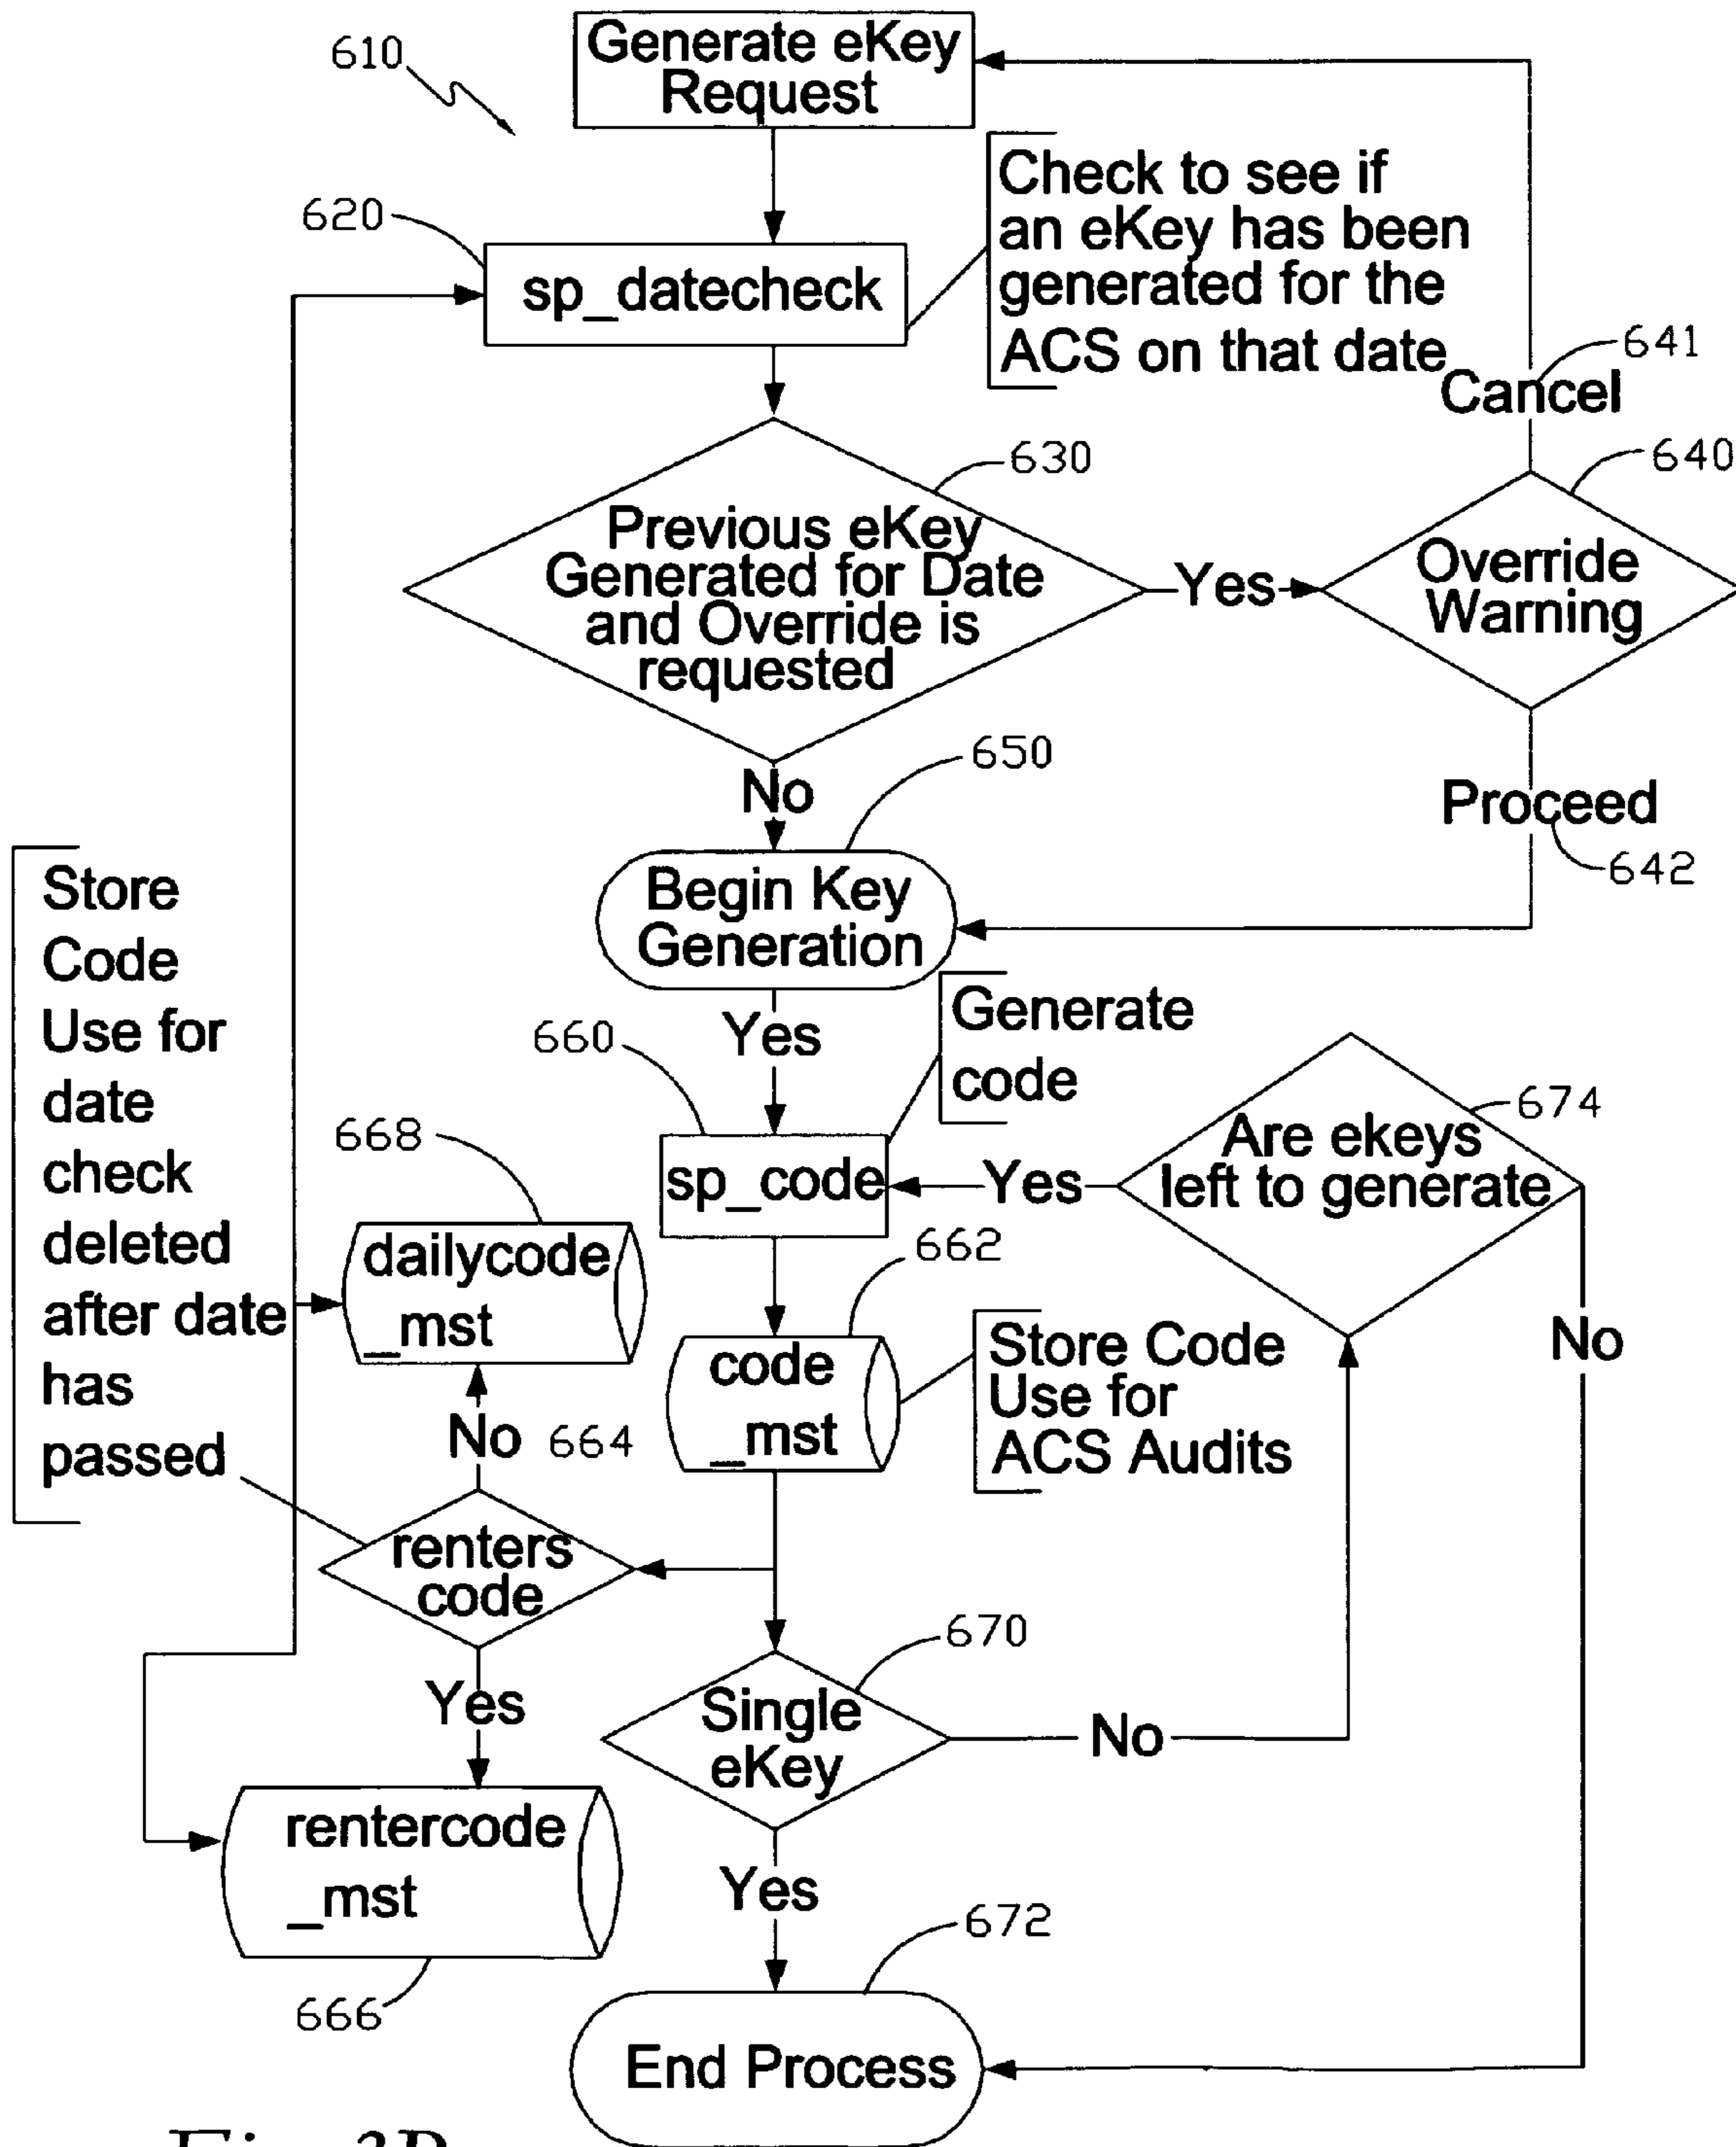 Generate eKey
Request
610
Check to see if
an eKey has been
generated for the
ACS on that date
620
sp_datecheck
641
Cancel
630
640
Previous eKey
Generated for Date
and Override is
requested
Yes
Override
Warning
No
650
Proceed
642
Begin Key
Generation
Store
Code
Use for
date
check
deleted
after date
has
passed
Yes
660
Generate
code
674
Are ekeys
left to generate
668
sp_code
Yes
662
dailycode
_mst
No
code
_mst
Store Code
Use for
ACS Audits
No
664
renters
code
670
Yes
Single
eKey
No
rentercode
_mst
Yes
666
672
End Process